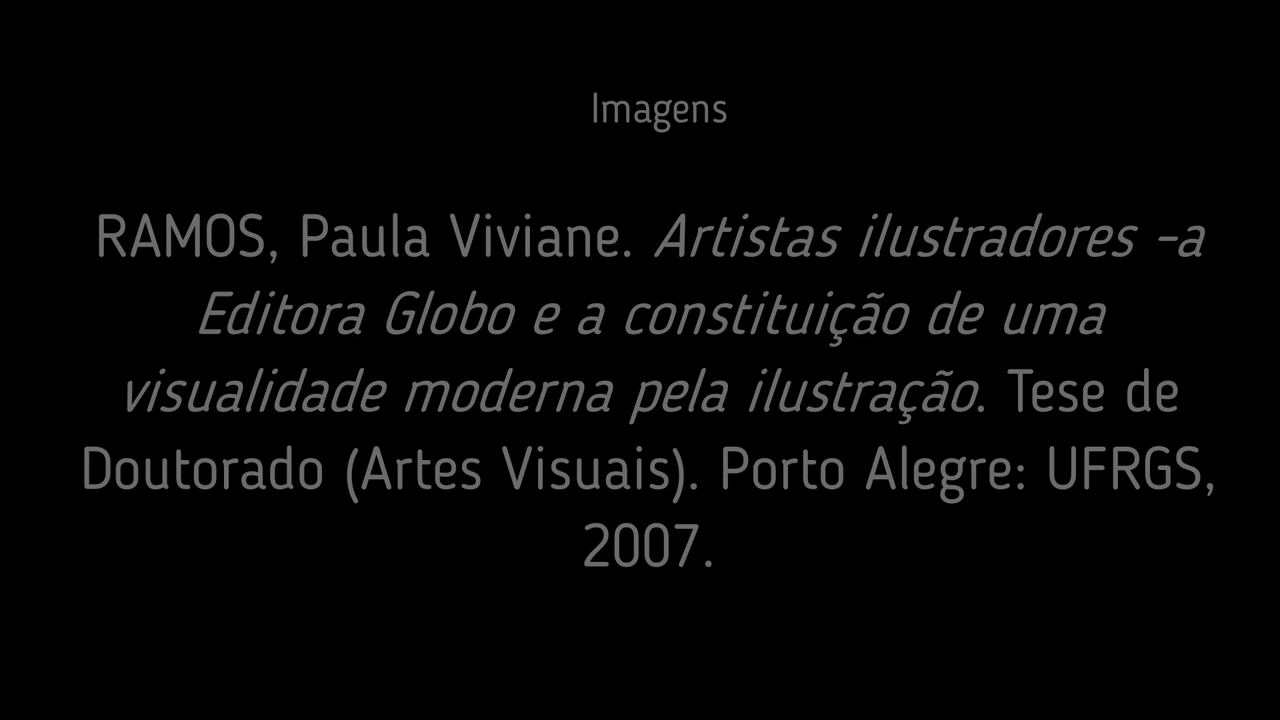 Imagens
RAMOS, Paula Viviane. Artistas ilustradores -a
Editora Globo e a constituição de uma
visualidade moderna pela ilustração. Tese de
Doutorado (Artes Visuais). Porto Alegre: UFRGS,
2007.